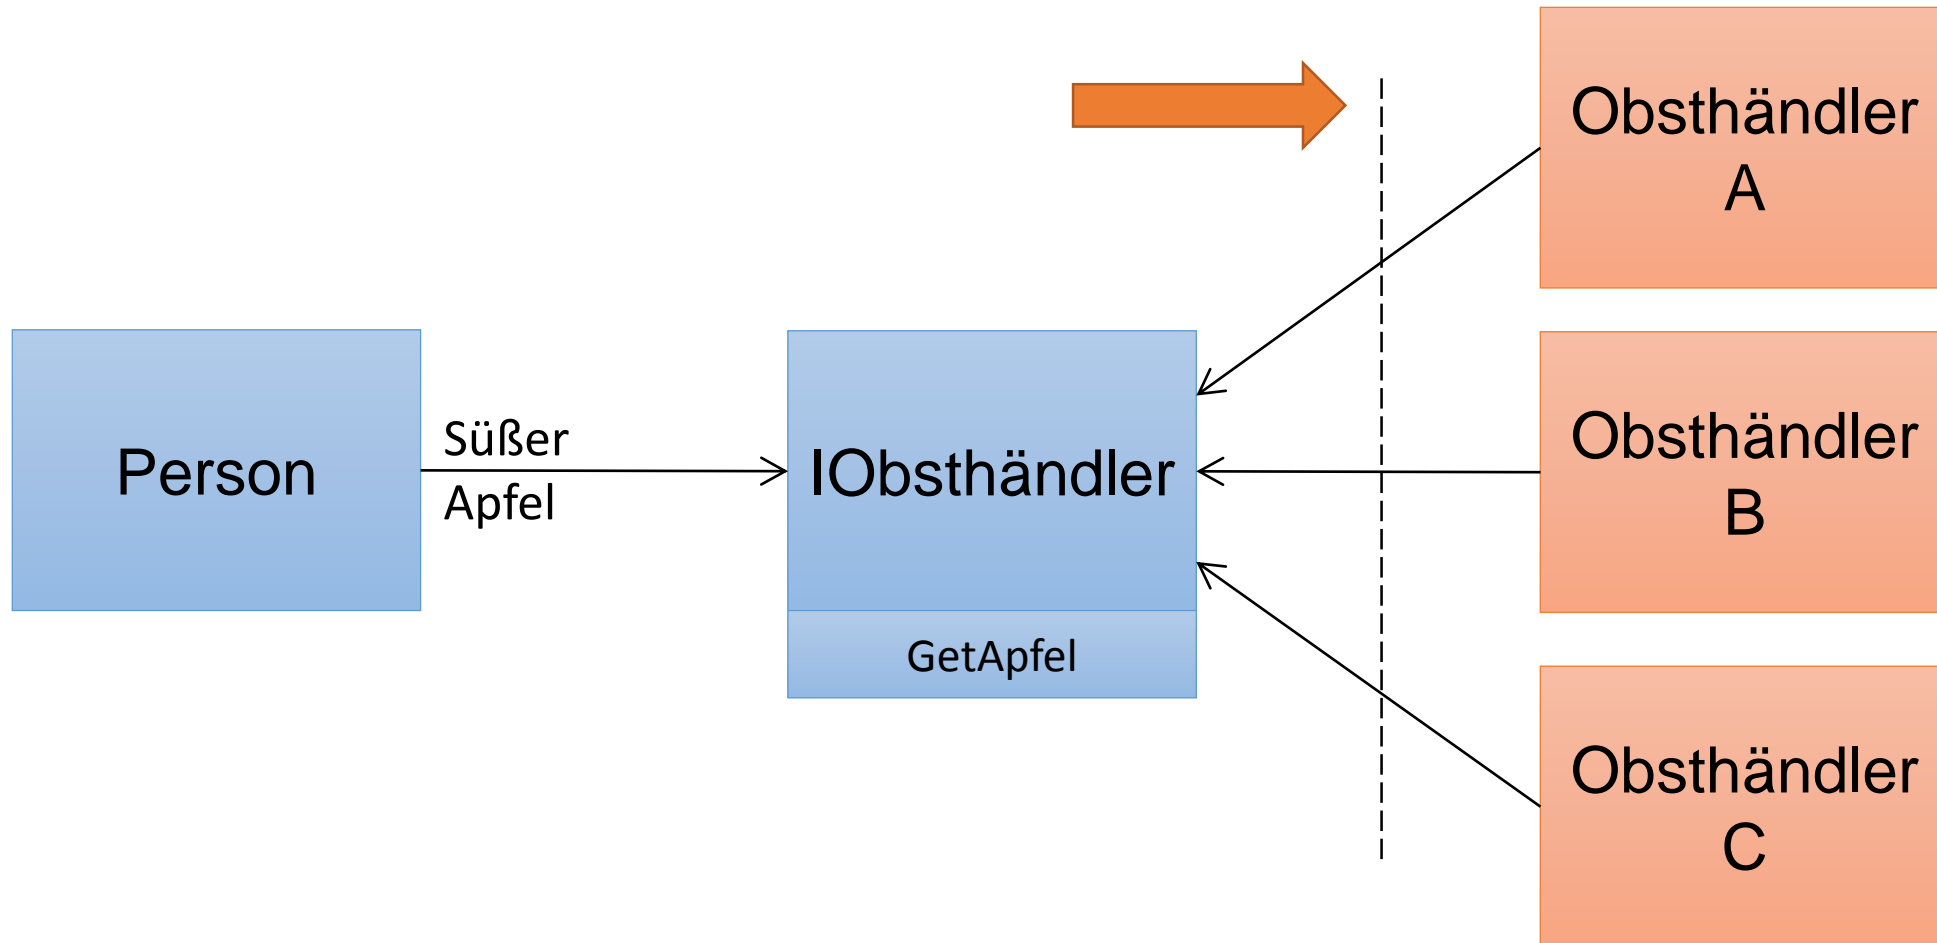 Person
Süßer
Apfel
IObsthändler
GetApfel
Obsthändler
A
Obsthändler
B
Obsthändler
C